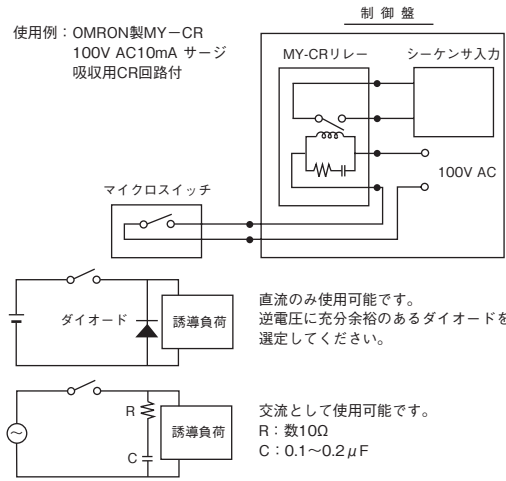 制 御 盤
使用例：OMRON製MY－CR
100V AC10mA サージ
吸収用CR回路付
MY-CRリレー
シーケンサ入力
100V AC
マイクロスイッチ
ダイオード
誘導負荷
直流のみ使用可能です。
逆電圧に充分余裕のあるダイオードを
選定してください。
R
C
誘導負荷
交流として使用可能です。
R：数10Ω
C：0.1〜0.2μF